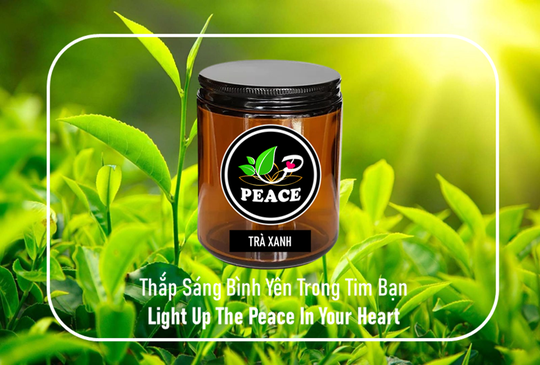 PEACE
TRÀ XANH
Thắp Sáng Bình Yên Trong Tim Bạn
Light Up The Peace In Your Heart